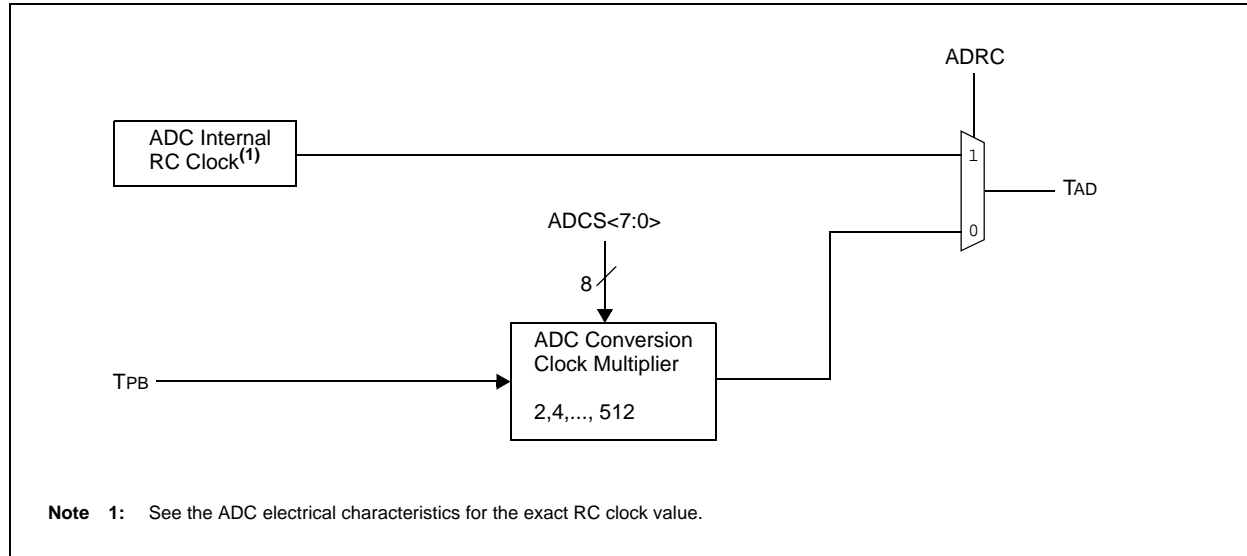 ADRC
ADC Internal
RC Clock(1)
1
TAD
ADCS<7:0>
0
8
ADC Conversion
Clock Multiplier
TPB
2,4,..., 512
Note 1: See the ADC electrical characteristics for the exact RC clock value.